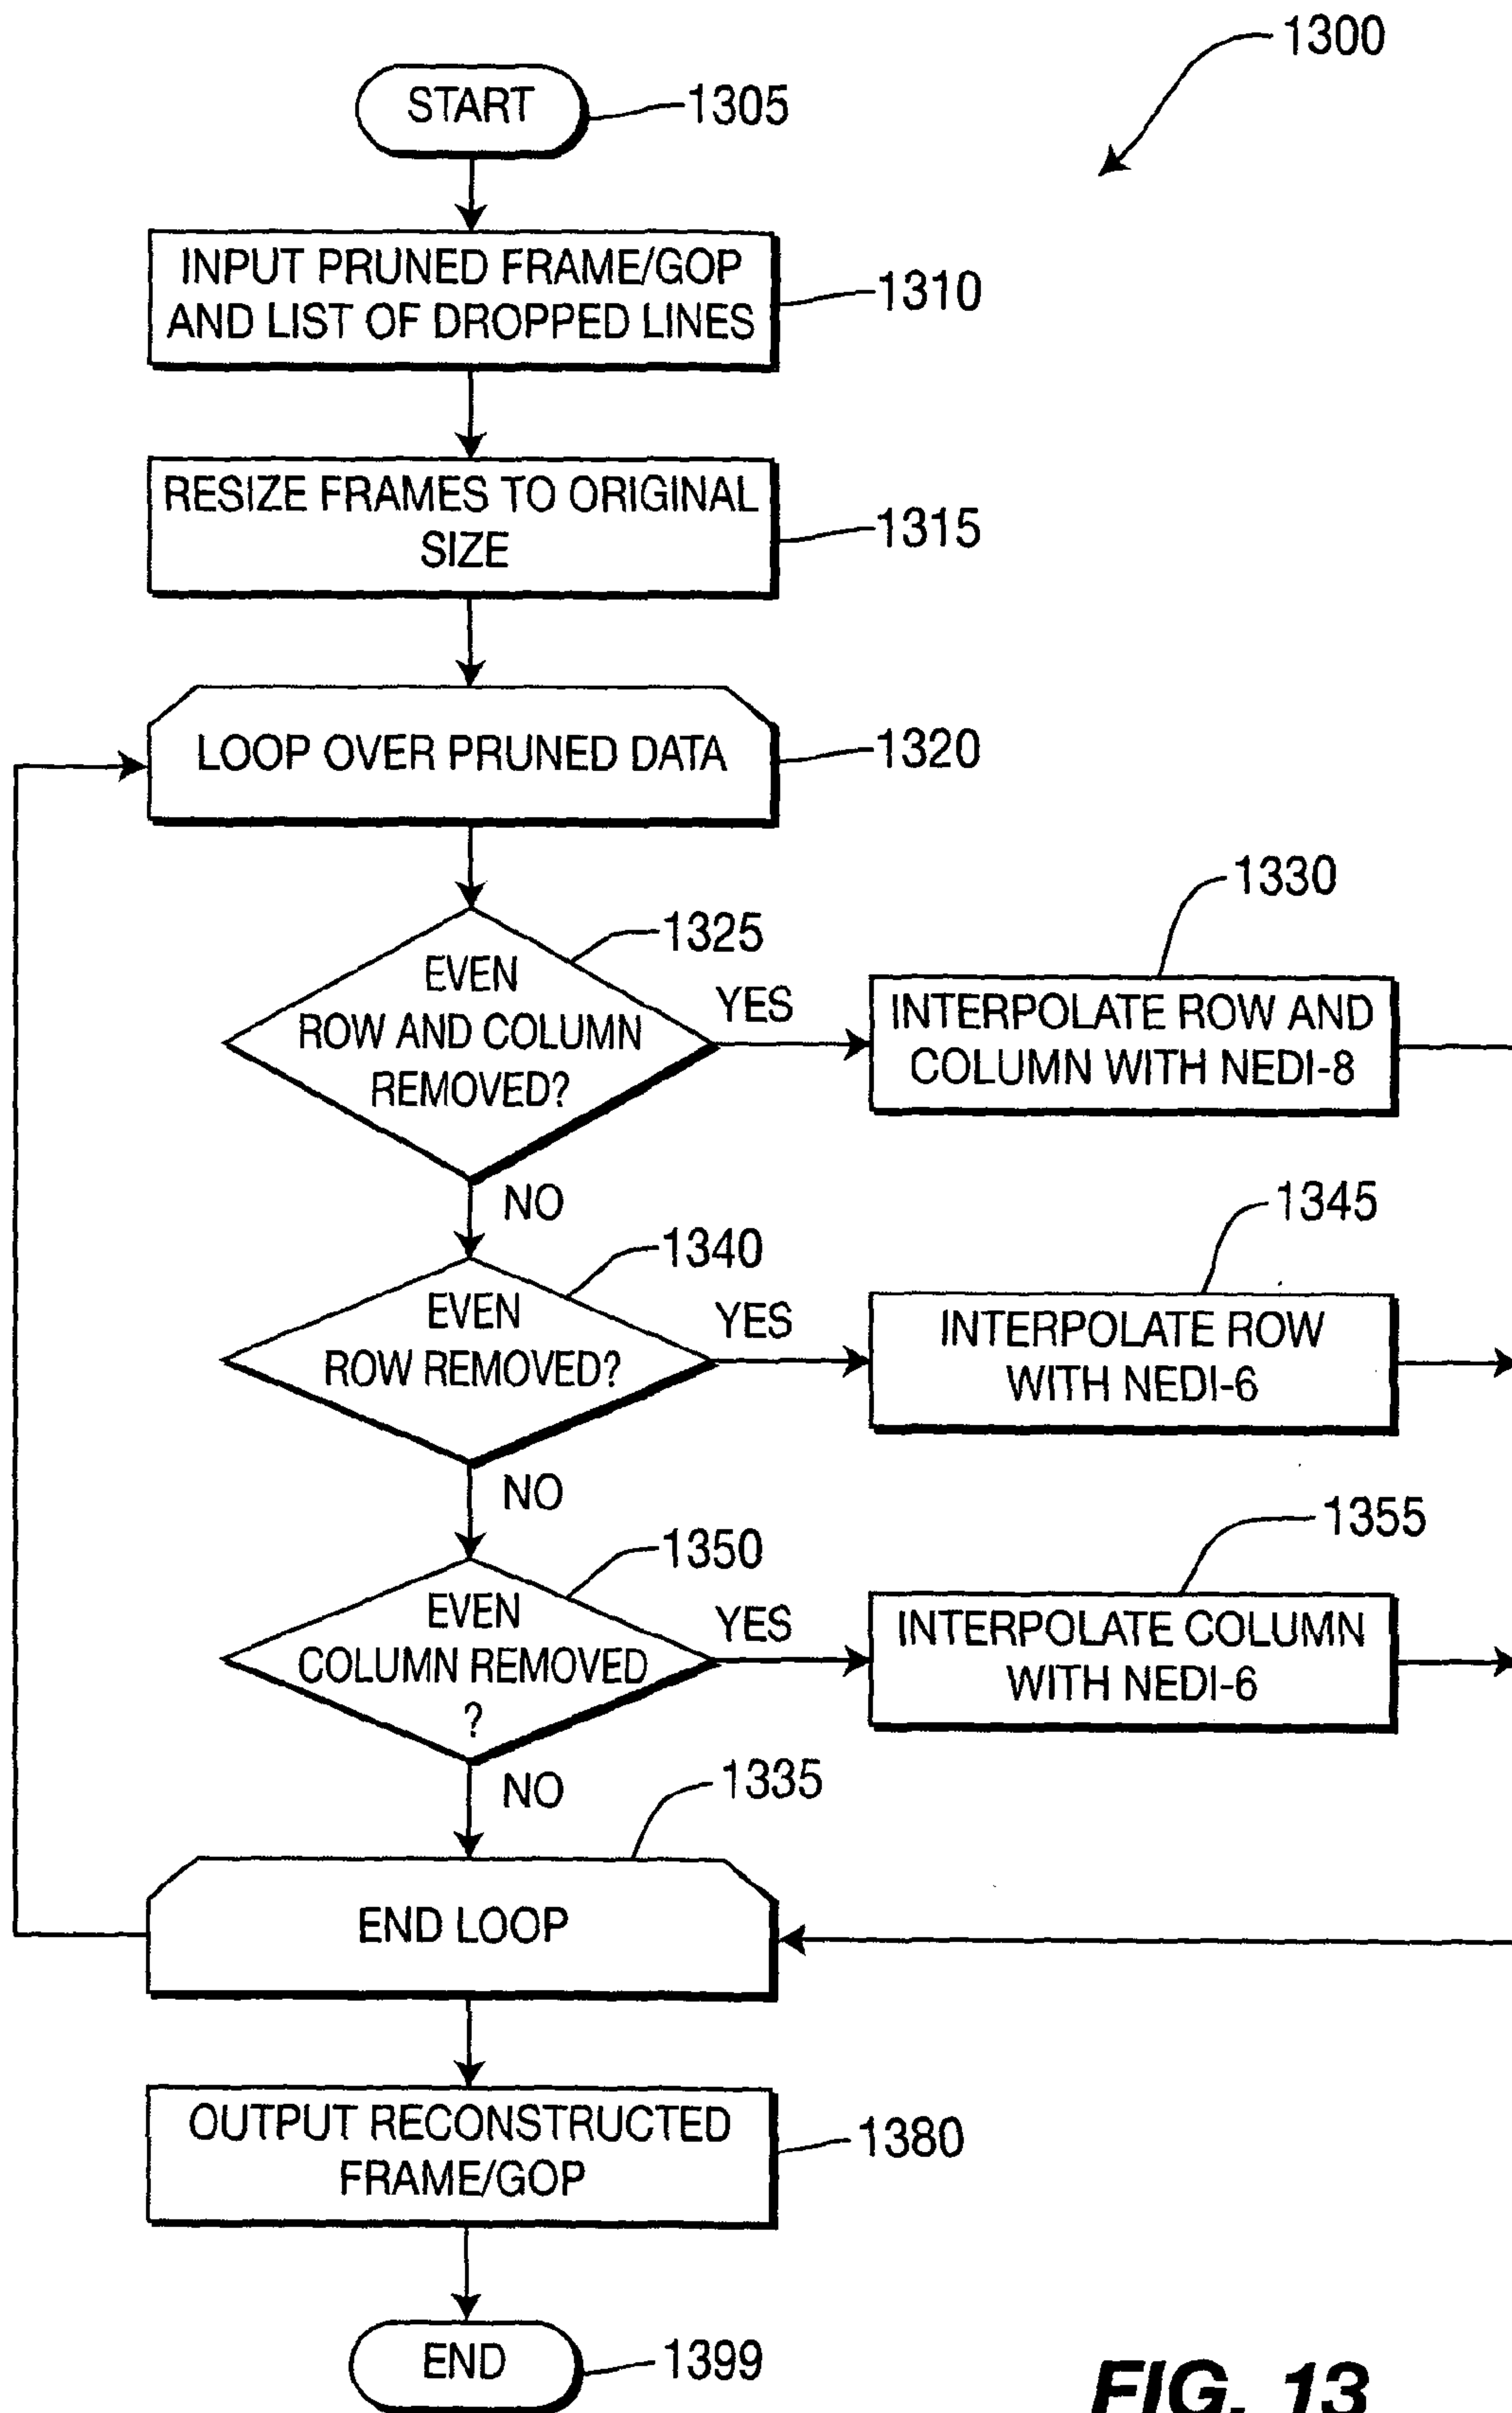 1300
START
1305
INPUT PRUNED FRAME/GOP
AND LIST OF DROPPED LINES
1310
RESIZE FRAMES TO ORIGINAL
SIZE
1315
LOOP OVER PRUNED DATA
1320
1325
EVEN
ROW AND COLUMN
REMOVED?
YES
1330
INTERPOLATE ROW AND
COLUMN WITH NEDI-8
NO
1340
EVEN
ROW REMOVED?
YES
1345
INTERPOLATE ROW
WITH NEDI-6
NO
1350
EVEN
COLUMN REMOVED
?
YES
1355
INTERPOLATE COLUMN
WITH NEDI-6
NO
1335
END LOOP
OUTPUT RECONSTRUCTED
FRAME/GOP
1380
END
1399
FIG. 13